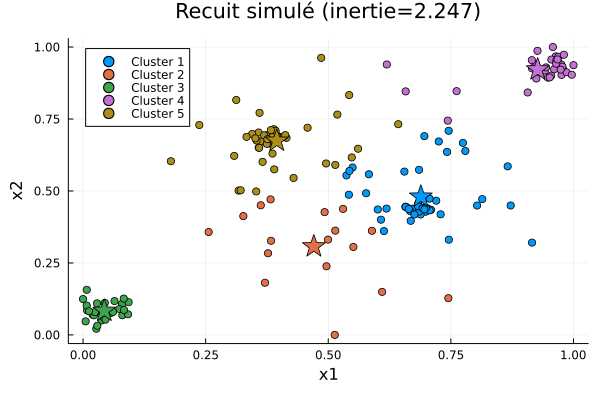 Recuit simulé (inertie=2.247)
Cluster 1
Cluster 2
Cluster 3
Cluster 4
Cluster 5
x2
1.00
0.75
0.50
0.25
0.00
0.00 0.25 0.50 0.75 1.00
x1